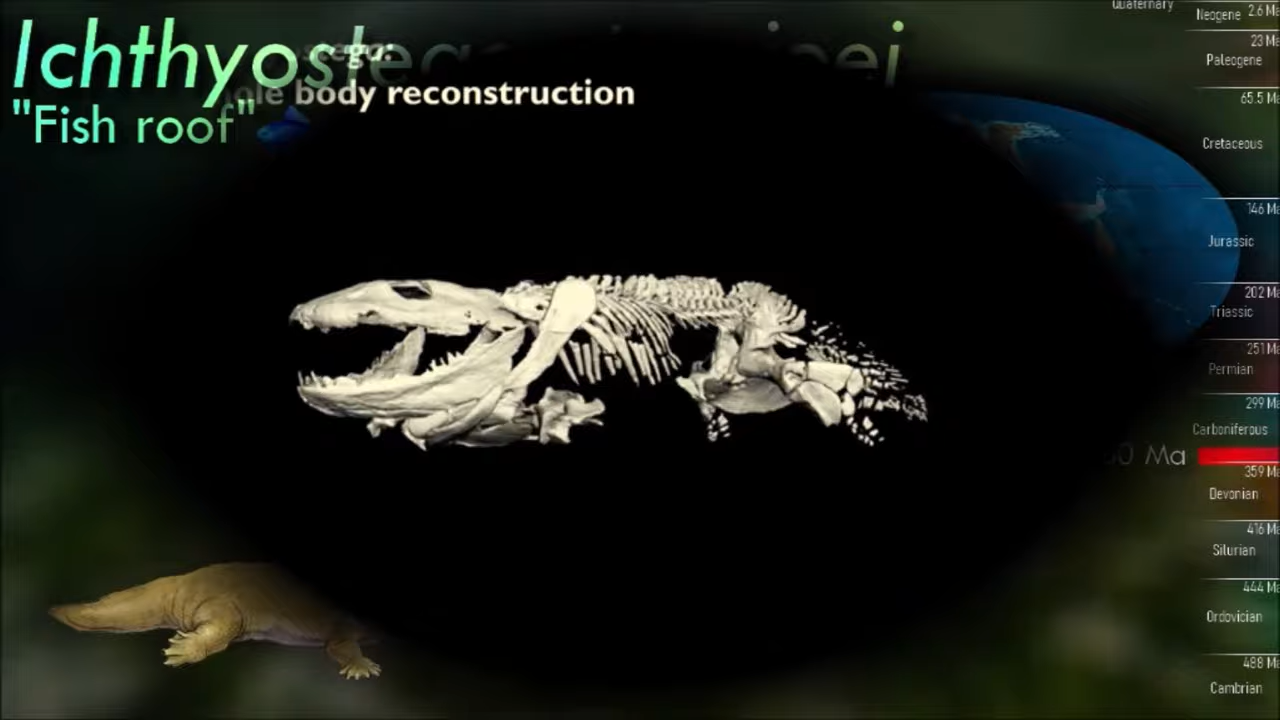 Ichthyostega
"Fish roof"
body reconstruction
Quaternary
2.6 Ma
Neogene
23 Ma
Paleogene
65.5 Ma
Cretaceous
146 Ma
Jurassic
202 Ma
Triassic
251 Ma
Permian
299 Ma
Carboniferous
Ma
359 Ma
Devonian
416 Ma
Silurian
444 Ma
Ordovician
488 Ma
Cambrian